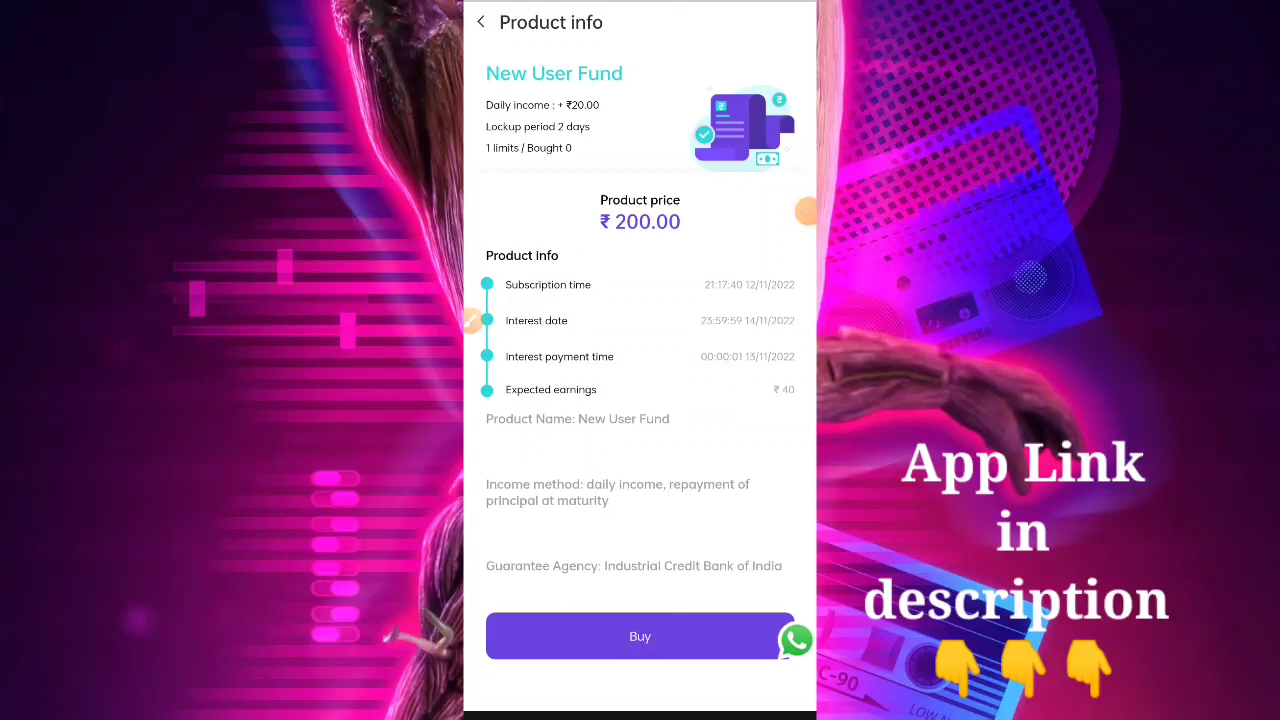 Product info
New User Fund
Daily income : + ₹20.00
Lockup period 2 days
1 limits / Bought 0
Product price
₹ 200.00
Product Info
Subscription time 21:17:40 12/11/2022
Interest date 23:59:59 14/11/2022
Interest payment time 00:00:01 13/11/2022
Expected earnings ₹ 40
Product Name: New User Fund
Income method: daily income, repayment of
principal at maturity
Guarantee Agency: Industrial Credit Bank of India
Buy
App Link
in
description
👇👇👇
C-90
LOW N